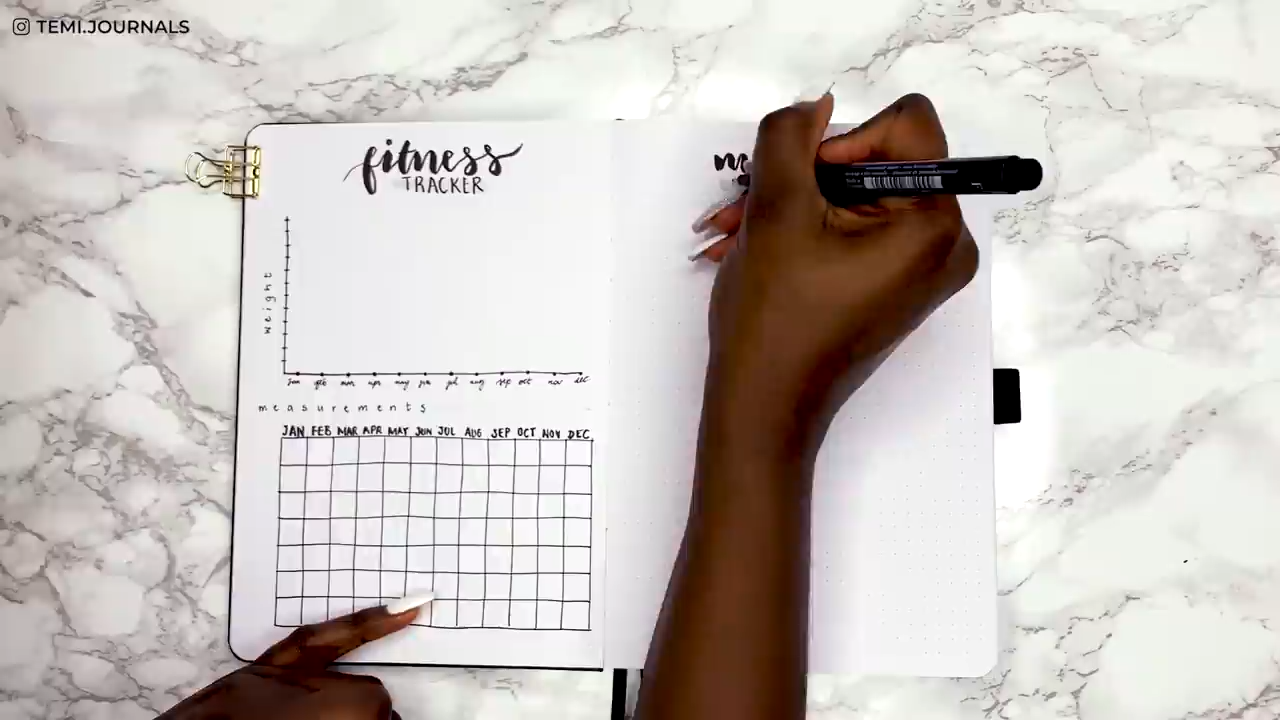 TEMI.JOURNALS
fitness
TRACKER
weight
Jan feb mar apr may jun jul aug sep oct nov dec
measurements
JAN FEB MAR APR MAY JUN JUL AUG SEP OCT NOV DEC